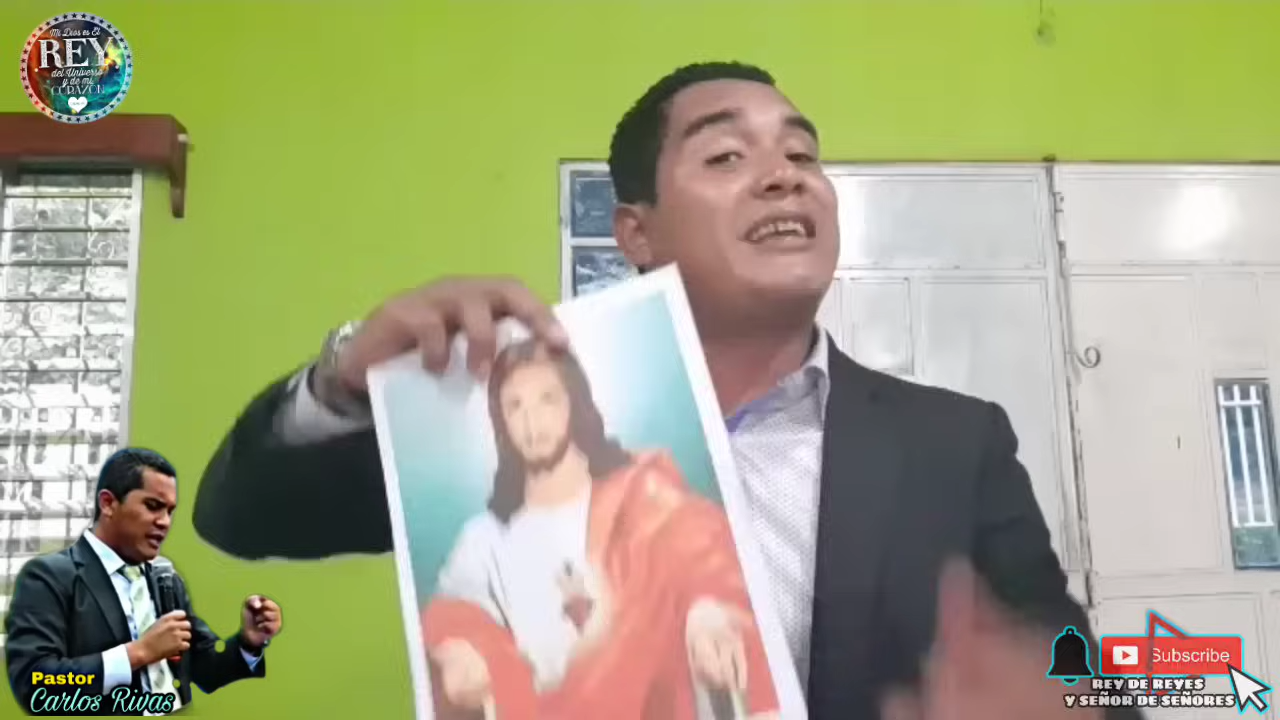 Mi Dios es El
REY
del Universo
y de mi
CORAZÓN
Pastor
Carlos Rivas
Subscribe
REY DE REYES
Y SEÑOR DE SEÑORES